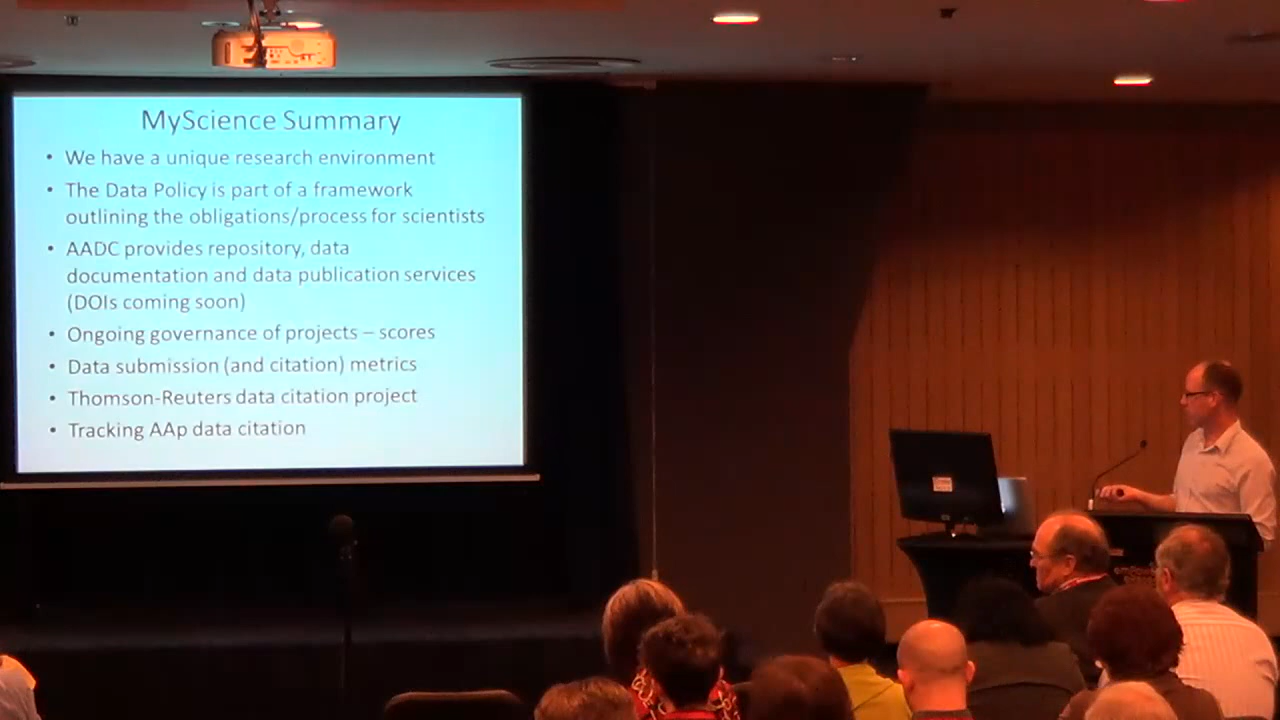 MyScience Summary
• We have a unique research environment
• The Data Policy is part of a framework
outlining the obligations/process for scientists
• AADC provides repository, data
documentation and data publication services
(DOIs coming soon)
• Ongoing governance of projects – scores
• Data submission (and citation) metrics
• Thomson-Reuters data citation project
• Tracking AAp data citation